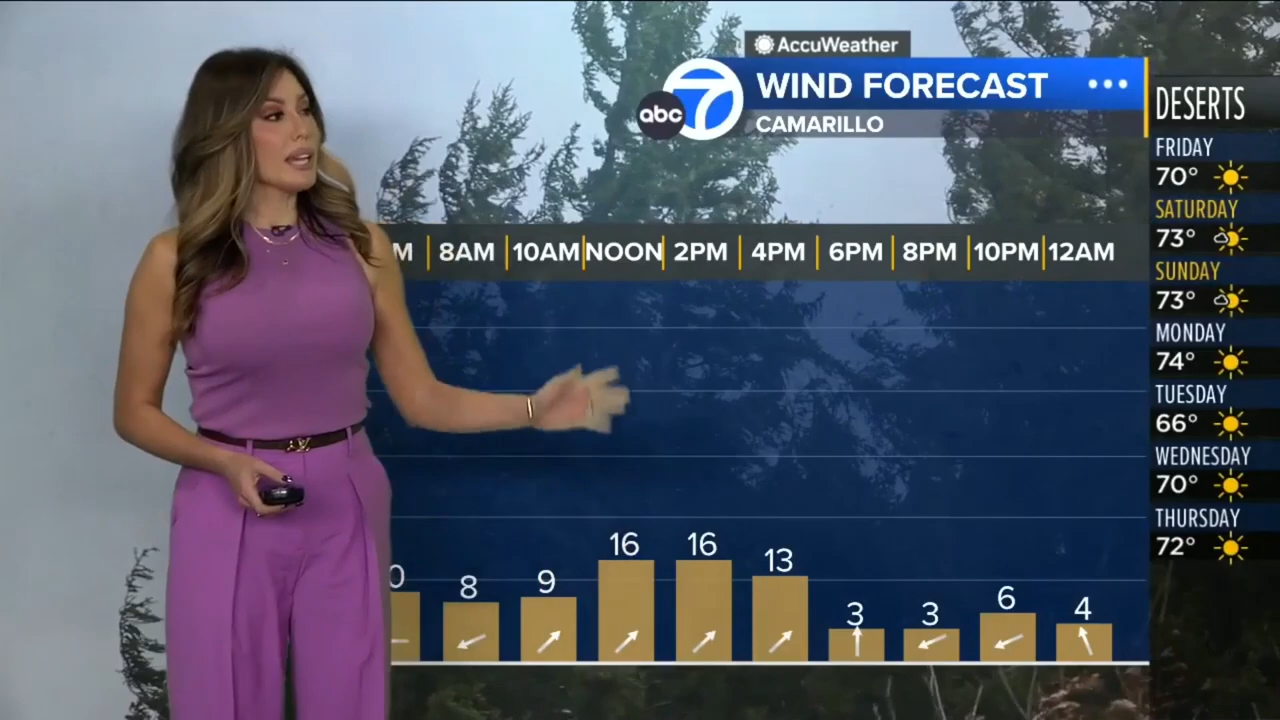 AccuWeather
abc 7
WIND FORECAST
CAMARILLO
M 8AM 10AM NOON 2PM 4PM 6PM 8PM 10PM 12AM
0 8 9 16 16 13 3 3 6 4
DESERTS
FRIDAY
70°
SATURDAY
73°
SUNDAY
73°
MONDAY
74°
TUESDAY
66°
WEDNESDAY
70°
THURSDAY
72°